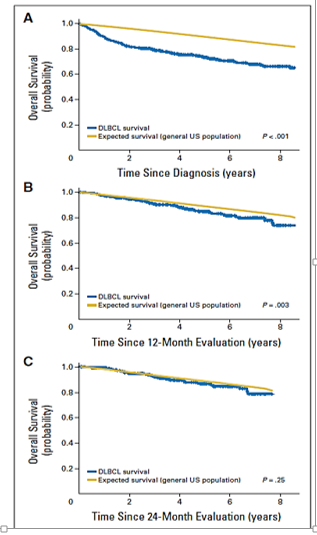 A
Overall Survival
(probability)
1.0
0.8
0.6
0.4
0.2
DLBCL survival
Expected survival (general US population)
P < .001
0 2 4 6 8
Time Since Diagnosis (years)
B
Overall Survival
(probability)
1.0
0.8
0.6
0.4
0.2
DLBCL survival
Expected survival (general US population)
P = .003
0 2 4 6 8
Time Since 12-Month Evaluation (years)
C
Overall Survival
(probability)
1.0
0.8
0.6
0.4
0.2
DLBCL survival
Expected survival (general US population)
P = .25
0 2 4 6 8
Time Since 24-Month Evaluation (years)